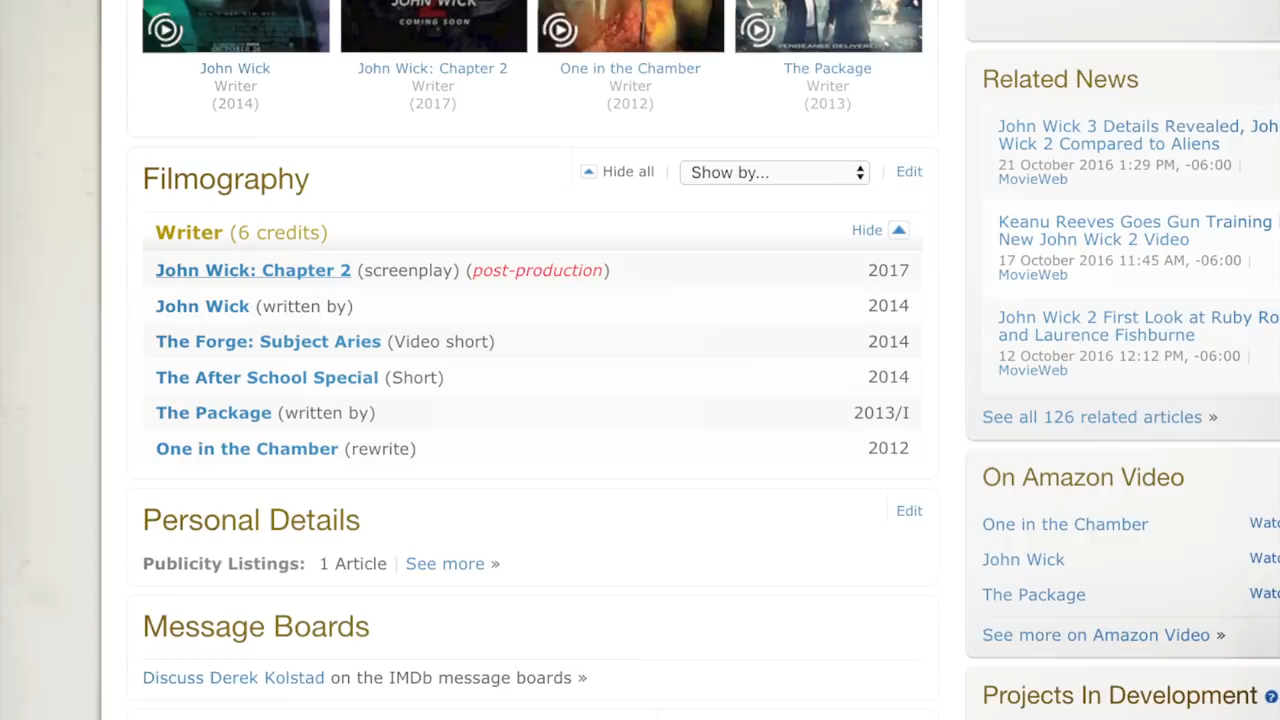 JOHN WICK
COMING SOON
VENGEANCE DELIVERED
John Wick
Writer
(2014)
John Wick: Chapter 2
Writer
(2017)
One in the Chamber
Writer
(2012)
The Package
Writer
(2013)
Filmography
Hide all | Show by... | Edit
Writer (6 credits) Hide
John Wick: Chapter 2 (screenplay) (post-production) 2017
John Wick (written by) 2014
The Forge: Subject Aries (Video short) 2014
The After School Special (Short) 2014
The Package (written by) 2013/I
One in the Chamber (rewrite) 2012
Personal Details
Edit
Publicity Listings: 1 Article | See more »
Message Boards
Discuss Derek Kolstad on the IMDb message boards »
Related News
John Wick 3 Details Revealed, Joh
Wick 2 Compared to Aliens
21 October 2016 1:29 PM, -06:00 |
MovieWeb
Keanu Reeves Goes Gun Training
New John Wick 2 Video
17 October 2016 11:45 AM, -06:00 |
MovieWeb
John Wick 2 First Look at Ruby Ro
and Laurence Fishburne
12 October 2016 12:12 PM, -06:00 |
MovieWeb
See all 126 related articles »
On Amazon Video
One in the Chamber Watc
John Wick Watc
The Package Watc
See more on Amazon Video »
Projects In Development ?